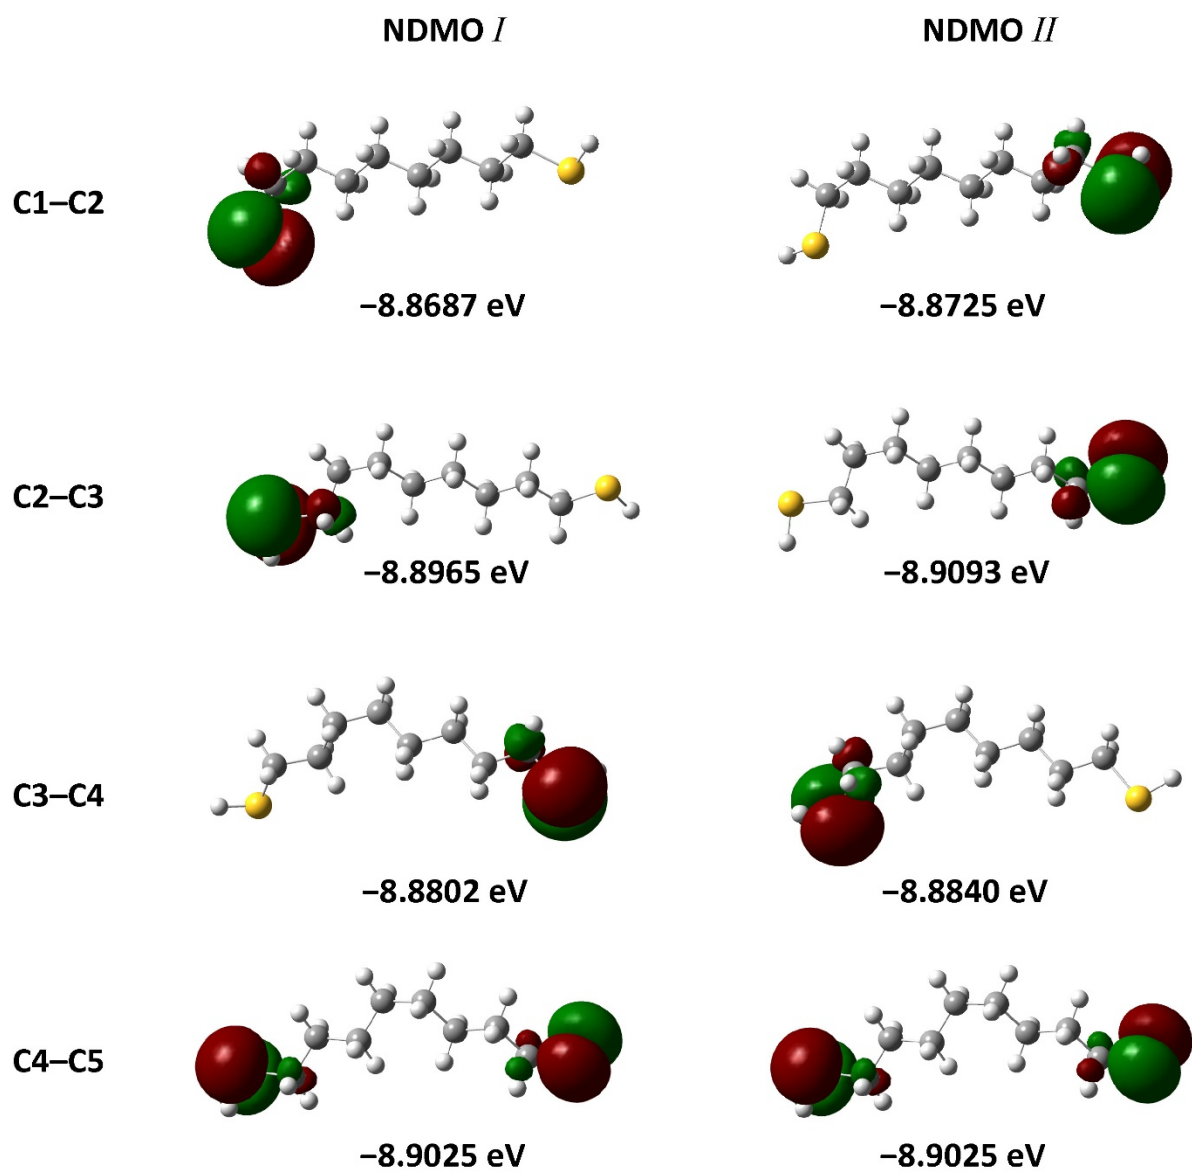 NDMO I NDMO II
C1–C2
−8.8687 eV −8.8725 eV
C2–C3
−8.8965 eV −8.9093 eV
C3–C4
−8.8802 eV −8.8840 eV
C4–C5
−8.9025 eV −8.9025 eV